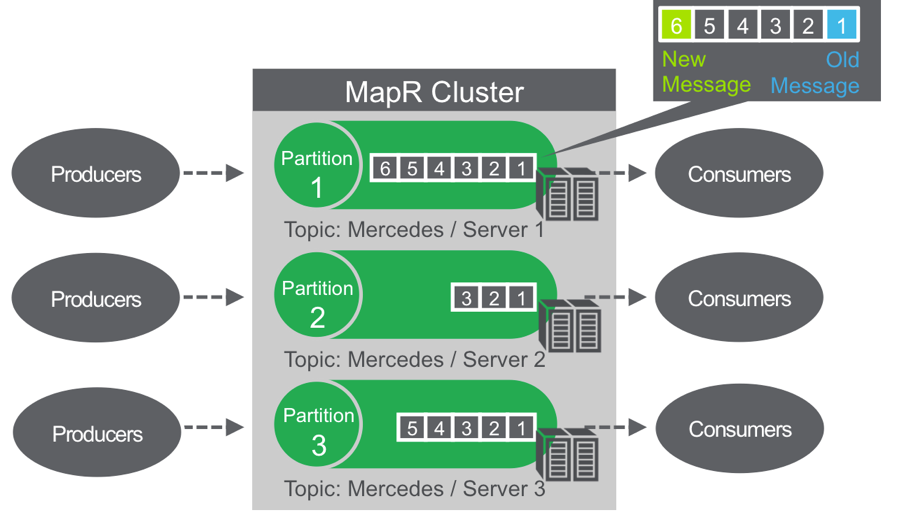 6 5 4 3 2 1
New Old
Message Message
MapR Cluster
Producers
Partition
1
6 5 4 3 2 1
Consumers
Topic: Mercedes / Server 1
Producers
Partition
2
3 2 1
Consumers
Topic: Mercedes / Server 2
Producers
Partition
3
5 4 3 2 1
Consumers
Topic: Mercedes / Server 3